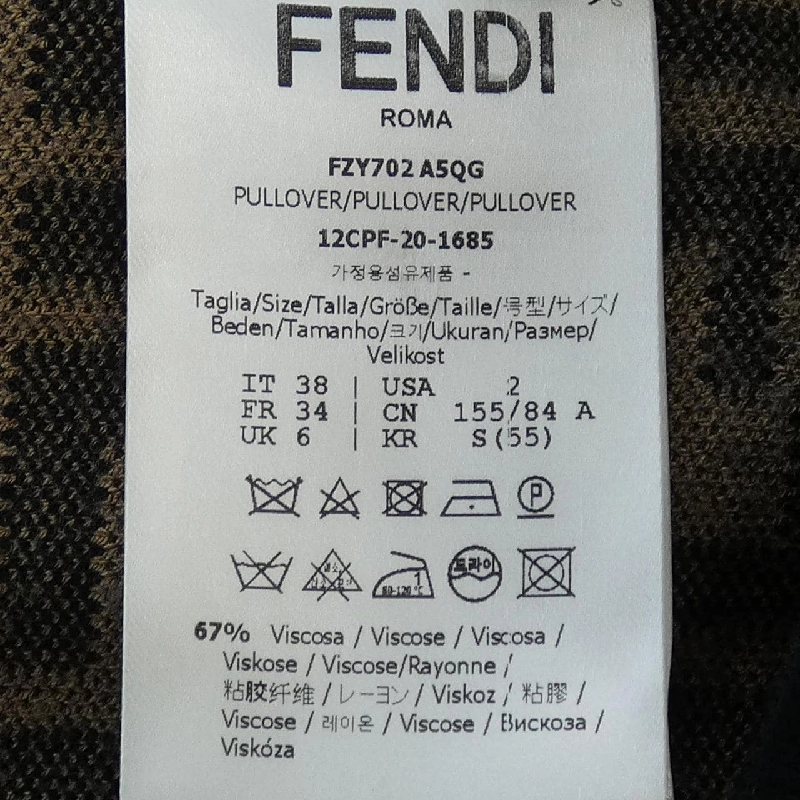 FENDI
ROMA
FZY702 A5QG
PULLOVER/PULLOVER/PULLOVER
12CPF-20-1685
가정용섬유제품 -
Taglia/Size/Talla/Größe/Taille/号型/サイズ/
Beden/Tamanho/크기/Ukuran/Размер/
Velikost
IT 38 | USA 2
FR 34 | CN 155/84 A
UK 6 | KR S(55)
P
1 드라이
80-120℃
67% Viscosa / Viscose / Viscosa /
Viskose / Viscose/Rayonne /
粘胶纤维 / レーヨン / Viskoz / 粘膠 /
Viscose / 레이온 / Viscose / Вискоза /
Viskóza